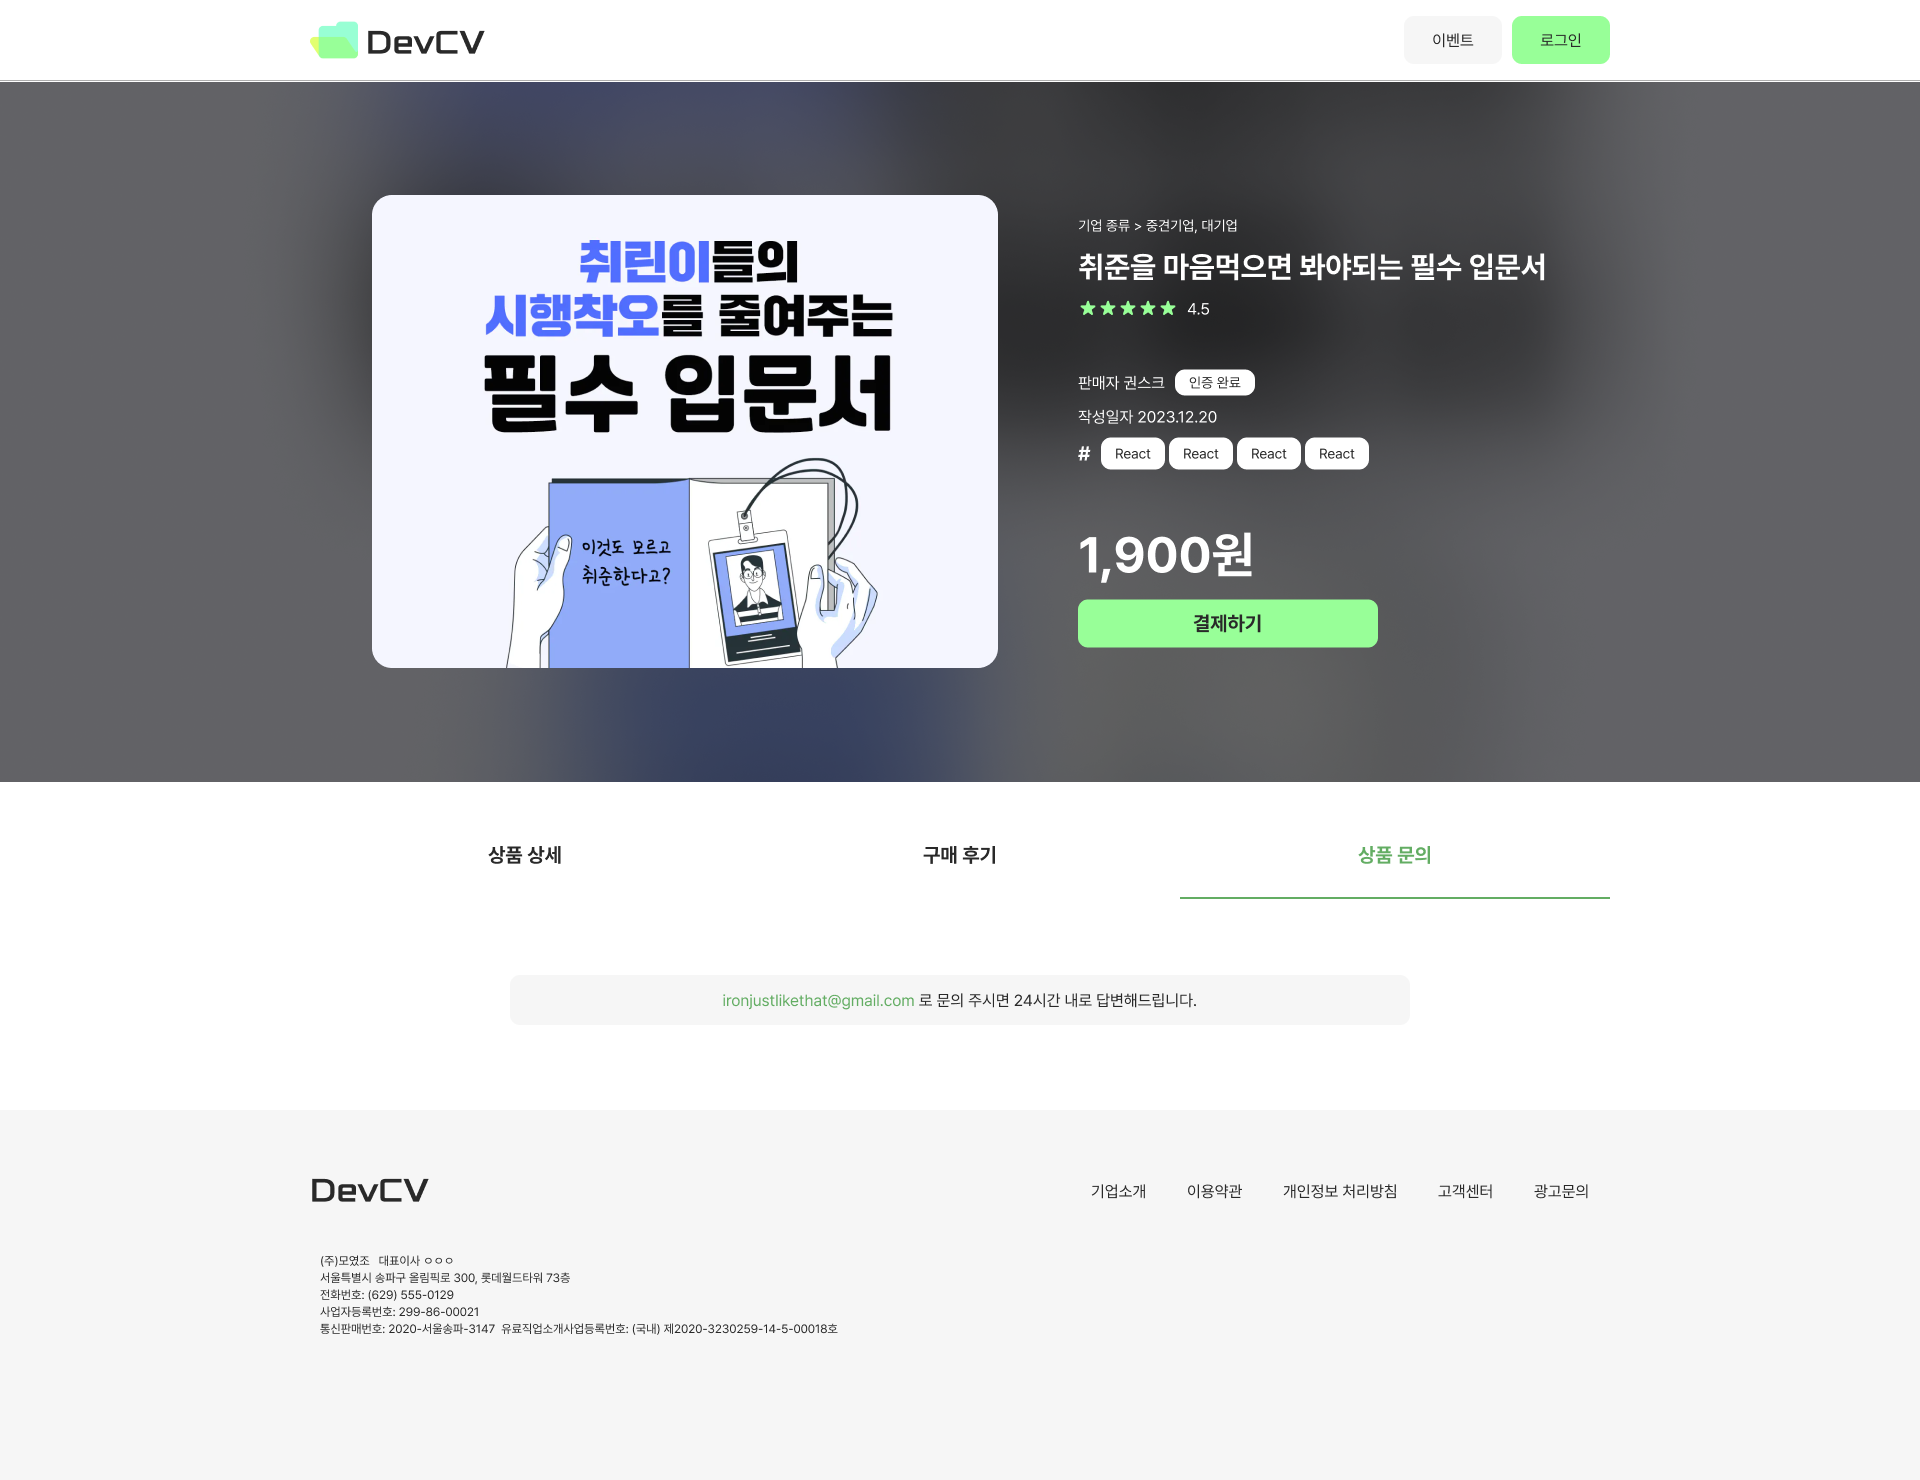 DevCV
이벤트
로그인
취린이들의
시행착오를 줄여주는
필수 입문서
이것도 모르고
취준한다고?
기업 종류 > 중견기업, 대기업
취준을 마음먹으면 봐야되는 필수 입문서
4.5
판매자 권스크 인증 완료
작성일자 2023.12.20
# React React React React
1,900원
결제하기
상품 상세
구매 후기
상품 문의
ironjustlikethat@gmail.com 로 문의 주시면 24시간 내로 답변해드립니다.
DevCV
기업소개 이용약관 개인정보 처리방침 고객센터 광고문의
(주)모였조 대표이사 ㅇㅇㅇ
서울특별시 송파구 올림픽로 300, 롯데월드타워 73층
전화번호: (629) 555-0129
사업자등록번호: 299-86-00021
통신판매번호: 2020-서울송파-3147 유료직업소개사업등록번호: (국내) 제2020-3230259-14-5-00018호